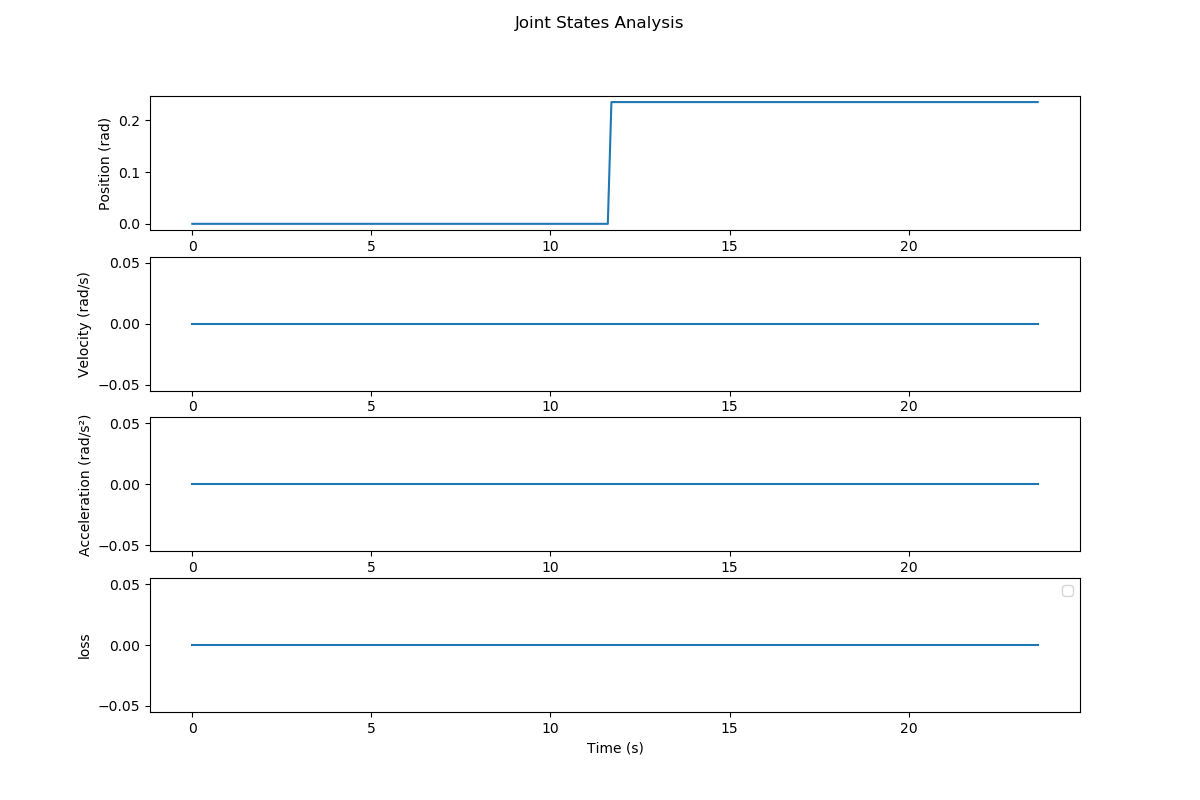 Joint States Analysis
Position (rad)
0.2
0.1
0.0
0 5 10 15 20
Velocity (rad/s)
0.05
0.00
−0.05
0 5 10 15 20
Acceleration (rad/s²)
0.05
0.00
−0.05
0 5 10 15 20
loss
0.05
0.00
−0.05
0 5 10 15 20
Time (s)